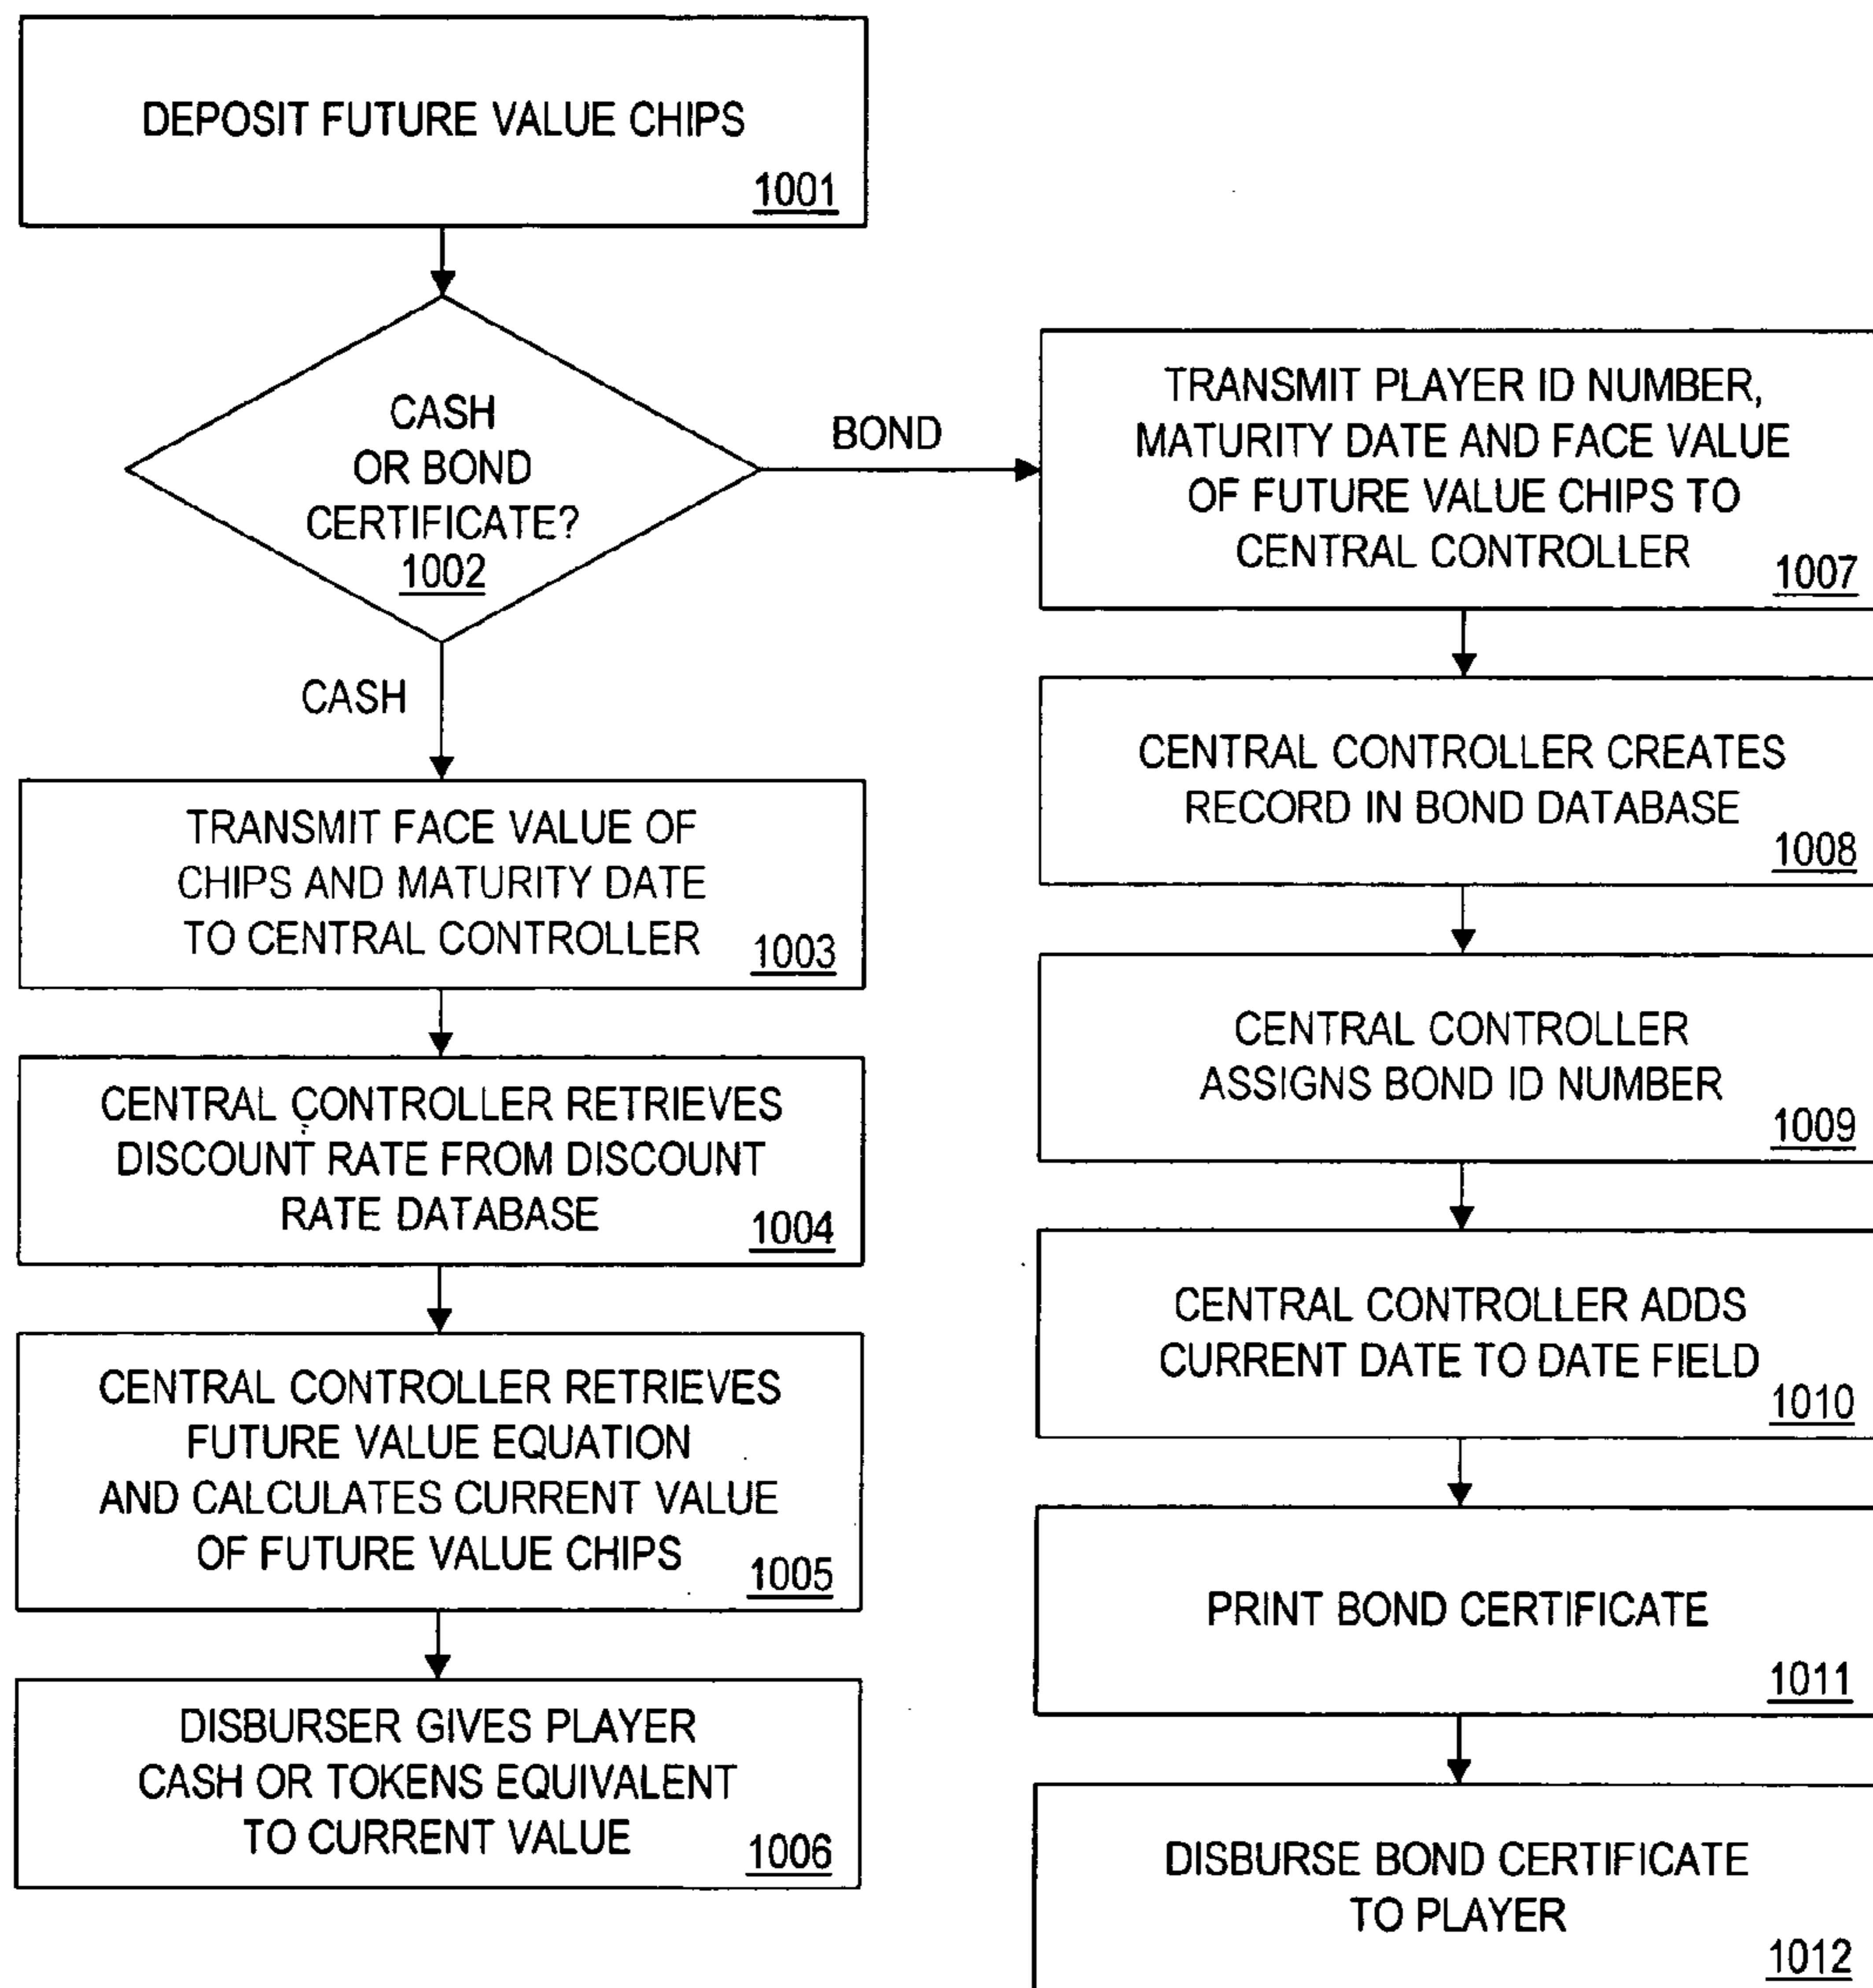 DEPOSIT FUTURE VALUE CHIPS
1001
CASH
OR BOND
CERTIFICATE?
1002
BOND
CASH
TRANSMIT FACE VALUE OF
CHIPS AND MATURITY DATE
TO CENTRAL CONTROLLER
1003
CENTRAL CONTROLLER RETRIEVES
DISCOUNT RATE FROM DISCOUNT
RATE DATABASE
1004
CENTRAL CONTROLLER RETRIEVES
FUTURE VALUE EQUATION
AND CALCULATES CURRENT VALUE
OF FUTURE VALUE CHIPS
1005
DISBURSER GIVES PLAYER
CASH OR TOKENS EQUIVALENT
TO CURRENT VALUE
1006
TRANSMIT PLAYER ID NUMBER,
MATURITY DATE AND FACE VALUE
OF FUTURE VALUE CHIPS TO
CENTRAL CONTROLLER
1007
CENTRAL CONTROLLER CREATES
RECORD IN BOND DATABASE
1008
CENTRAL CONTROLLER
ASSIGNS BOND ID NUMBER
1009
CENTRAL CONTROLLER ADDS
CURRENT DATE TO DATE FIELD
1010
PRINT BOND CERTIFICATE
1011
DISBURSE BOND CERTIFICATE
TO PLAYER
1012